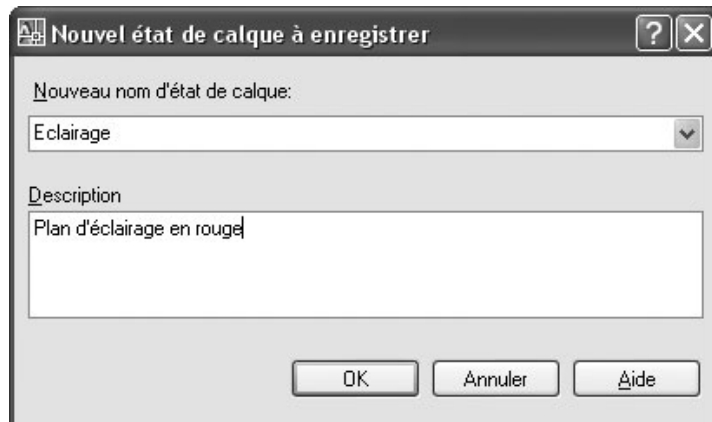 Nouvel état de calque à enregistrer
Nouveau nom d'état de calque:
Eclairage
Description
Plan d'éclairage en rouge
OK Annuler Aide